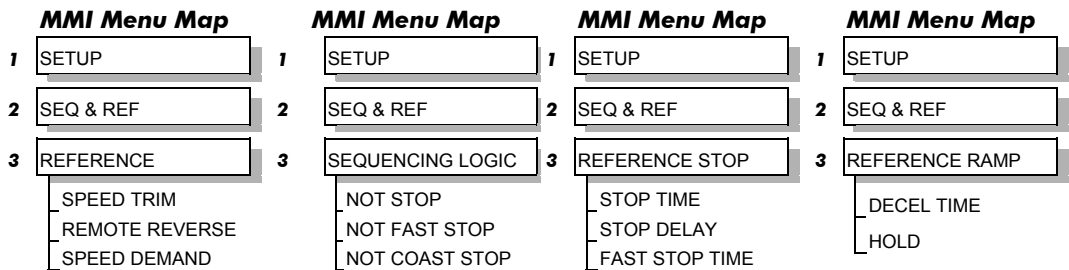 MMI Menu Map
1 SETUP
2 SEQ & REF
3 REFERENCE
SPEED TRIM
REMOTE REVERSE
SPEED DEMAND
MMI Menu Map
1 SETUP
2 SEQ & REF
3 SEQUENCING LOGIC
NOT STOP
NOT FAST STOP
NOT COAST STOP
MMI Menu Map
1 SETUP
2 SEQ & REF
3 REFERENCE STOP
STOP TIME
STOP DELAY
FAST STOP TIME
MMI Menu Map
1 SETUP
2 SEQ & REF
3 REFERENCE RAMP
DECEL TIME
HOLD